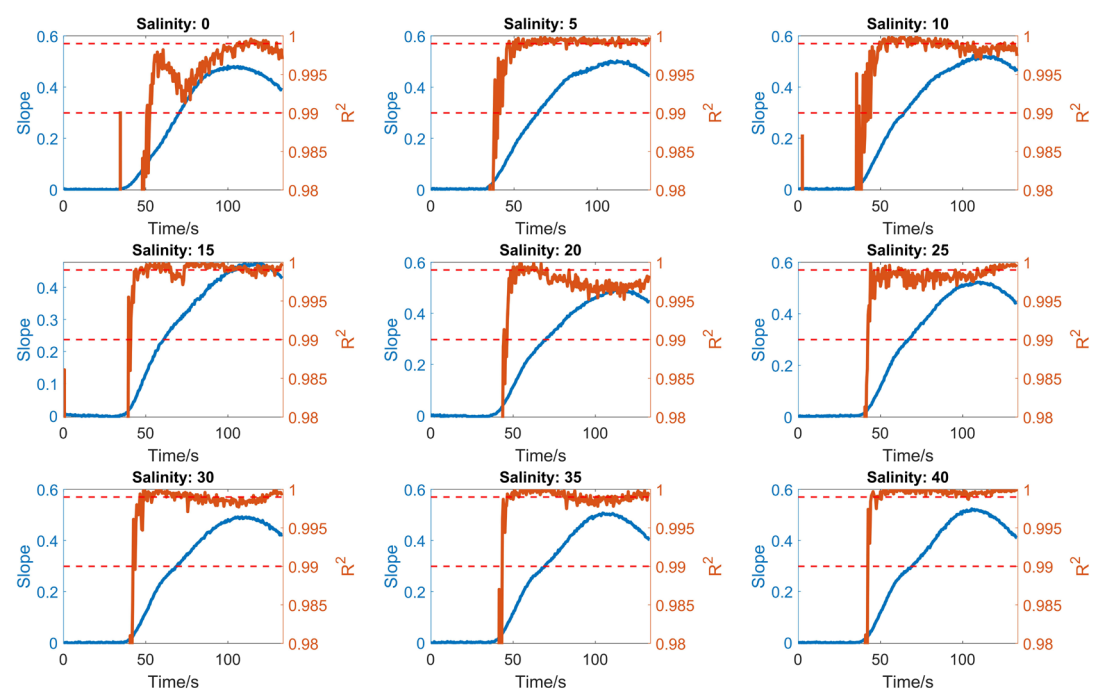 Salinity: 0 Salinity: 5 Salinity: 10
0.6 1 0.6 1 0.6 1
0.4 0.995 0.4 0.995 0.4 0.995
Slope 0.99 R2 Slope 0.99 R2 Slope 0.99 R2
0.2 0.985 0.2 0.985 0.2 0.985
0 0.98 0 0.98 0 0.98
0 50 100 0 50 100 0 50 100
Time/s Time/s Time/s
Salinity: 15 Salinity: 20 Salinity: 25
1 0.6 1 0.6 1
0.4 0.995 0.4 0.995 0.4 0.995
0.3
Slope 0.99 R2 Slope 0.99 R2 Slope 0.99 R2
0.2 0.2 0.2
0.1 0.985 0.985 0.985
0 0.98 0 0.98 0 0.98
0 50 100 0 50 100 0 50 100
Time/s Time/s Time/s
Salinity: 30 Salinity: 35 Salinity: 40
0.6 1 0.6 1 0.6 1
0.4 0.995 0.4 0.995 0.4 0.995
Slope 0.99 R2 Slope 0.99 R2 Slope 0.99 R2
0.2 0.985 0.2 0.985 0.2 0.985
0 0.98 0 0.98 0 0.98
0 50 100 0 50 100 0 50 100
Time/s Time/s Time/s